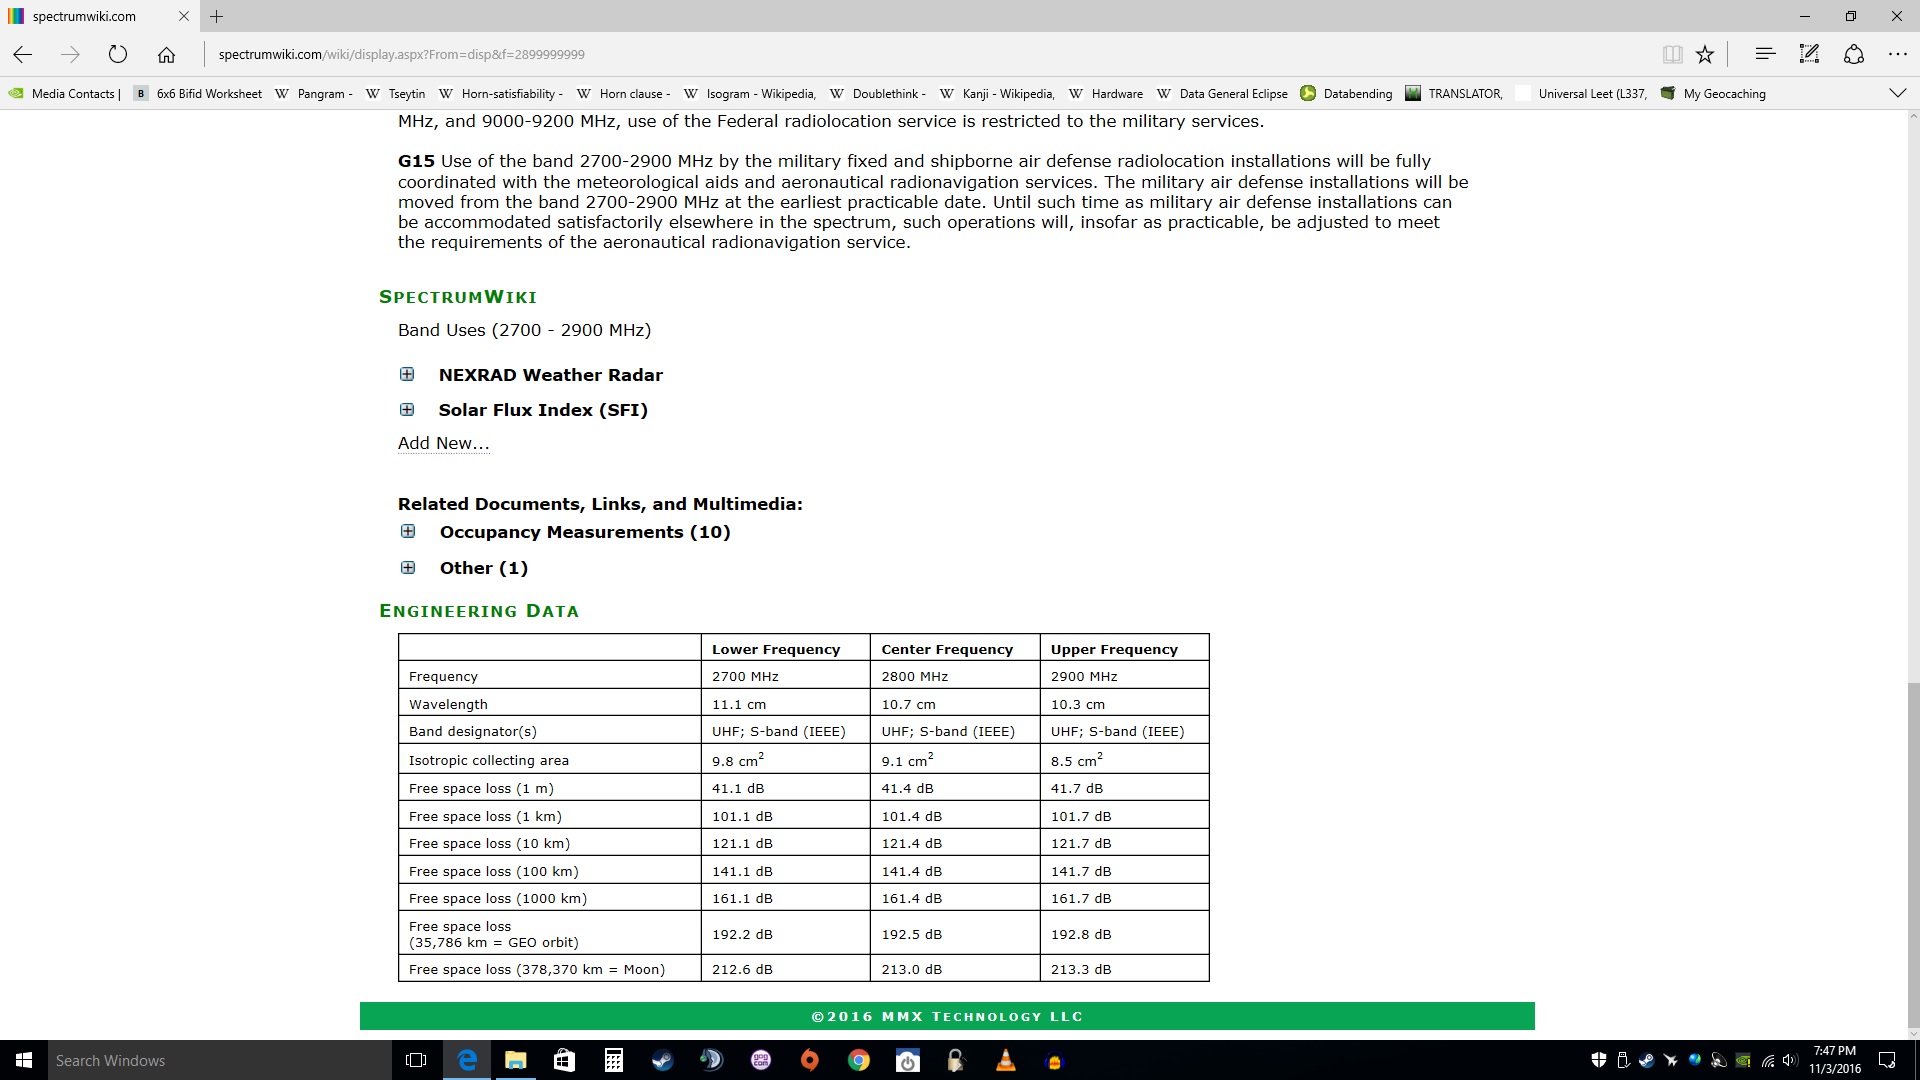 spectrumwiki.com
spectrumwiki.com/wiki/display.aspx?From=disp&f=2899999999
Media Contacts | B 6x6 Bifid Worksheet W Pangram - W Tseytin W Horn-satisfiability - W Horn clause - W Isogram - Wikipedia, W Doublethink - W Kanji - Wikipedia, W Hardware W Data General Eclipse Databending TRANSLATOR, Universal Leet (L337, My Geocaching
MHz, and 9000-9200 MHz, use of the Federal radiolocation service is restricted to the military services.
G15 Use of the band 2700-2900 MHz by the military fixed and shipborne air defense radiolocation installations will be fully
coordinated with the meteorological aids and aeronautical radionavigation services. The military air defense installations will be
moved from the band 2700-2900 MHz at the earliest practicable date. Until such time as military air defense installations can
be accommodated satisfactorily elsewhere in the spectrum, such operations will, insofar as practicable, be adjusted to meet
the requirements of the aeronautical radionavigation service.
SPECTRUMWIKI
Band Uses (2700 - 2900 MHz)
NEXRAD Weather Radar
Solar Flux Index (SFI)
Add New...
Related Documents, Links, and Multimedia:
Occupancy Measurements (10)
Other (1)
ENGINEERING DATA
Lower Frequency Center Frequency Upper Frequency
Frequency 2700 MHz 2800 MHz 2900 MHz
Wavelength 11.1 cm 10.7 cm 10.3 cm
Band designator(s) UHF; S-band (IEEE) UHF; S-band (IEEE) UHF; S-band (IEEE)
Isotropic collecting area 9.8 cm² 9.1 cm² 8.5 cm²
Free space loss (1 m) 41.1 dB 41.4 dB 41.7 dB
Free space loss (1 km) 101.1 dB 101.4 dB 101.7 dB
Free space loss (10 km) 121.1 dB 121.4 dB 121.7 dB
Free space loss (100 km) 141.1 dB 141.4 dB 141.7 dB
Free space loss (1000 km) 161.1 dB 161.4 dB 161.7 dB
Free space loss
(35,786 km = GEO orbit) 192.2 dB 192.5 dB 192.8 dB
Free space loss (378,370 km = Moon) 212.6 dB 213.0 dB 213.3 dB
©2016 MMX TECHNOLOGY LLC
Search Windows
gog com
7:47 PM
11/3/2016